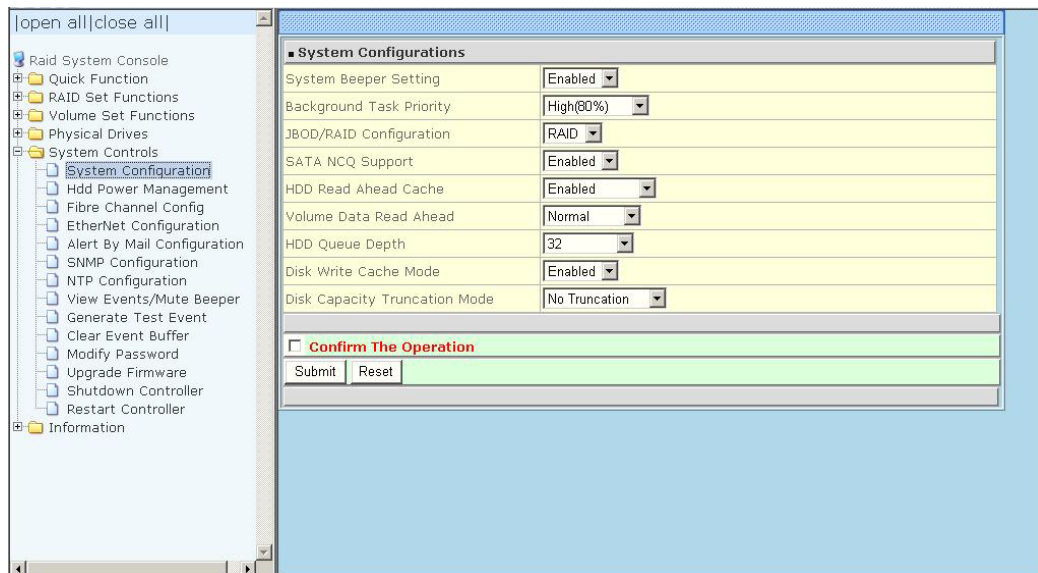 |open all|close all|
Raid System Console
Quick Function
RAID Set Functions
Volume Set Functions
Physical Drives
System Controls
System Configuration
Hdd Power Management
Fibre Channel Config
EtherNet Configuration
Alert By Mail Configuration
SNMP Configuration
NTP Configuration
View Events/Mute Beeper
Generate Test Event
Clear Event Buffer
Modify Password
Upgrade Firmware
Shutdown Controller
Restart Controller
Information
System Configurations
System Beeper Setting Enabled
Background Task Priority High(80%)
JBOD/RAID Configuration RAID
SATA NCQ Support Enabled
HDD Read Ahead Cache Enabled
Volume Data Read Ahead Normal
HDD Queue Depth 32
Disk Write Cache Mode Enabled
Disk Capacity Truncation Mode No Truncation
Confirm The Operation
Submit Reset